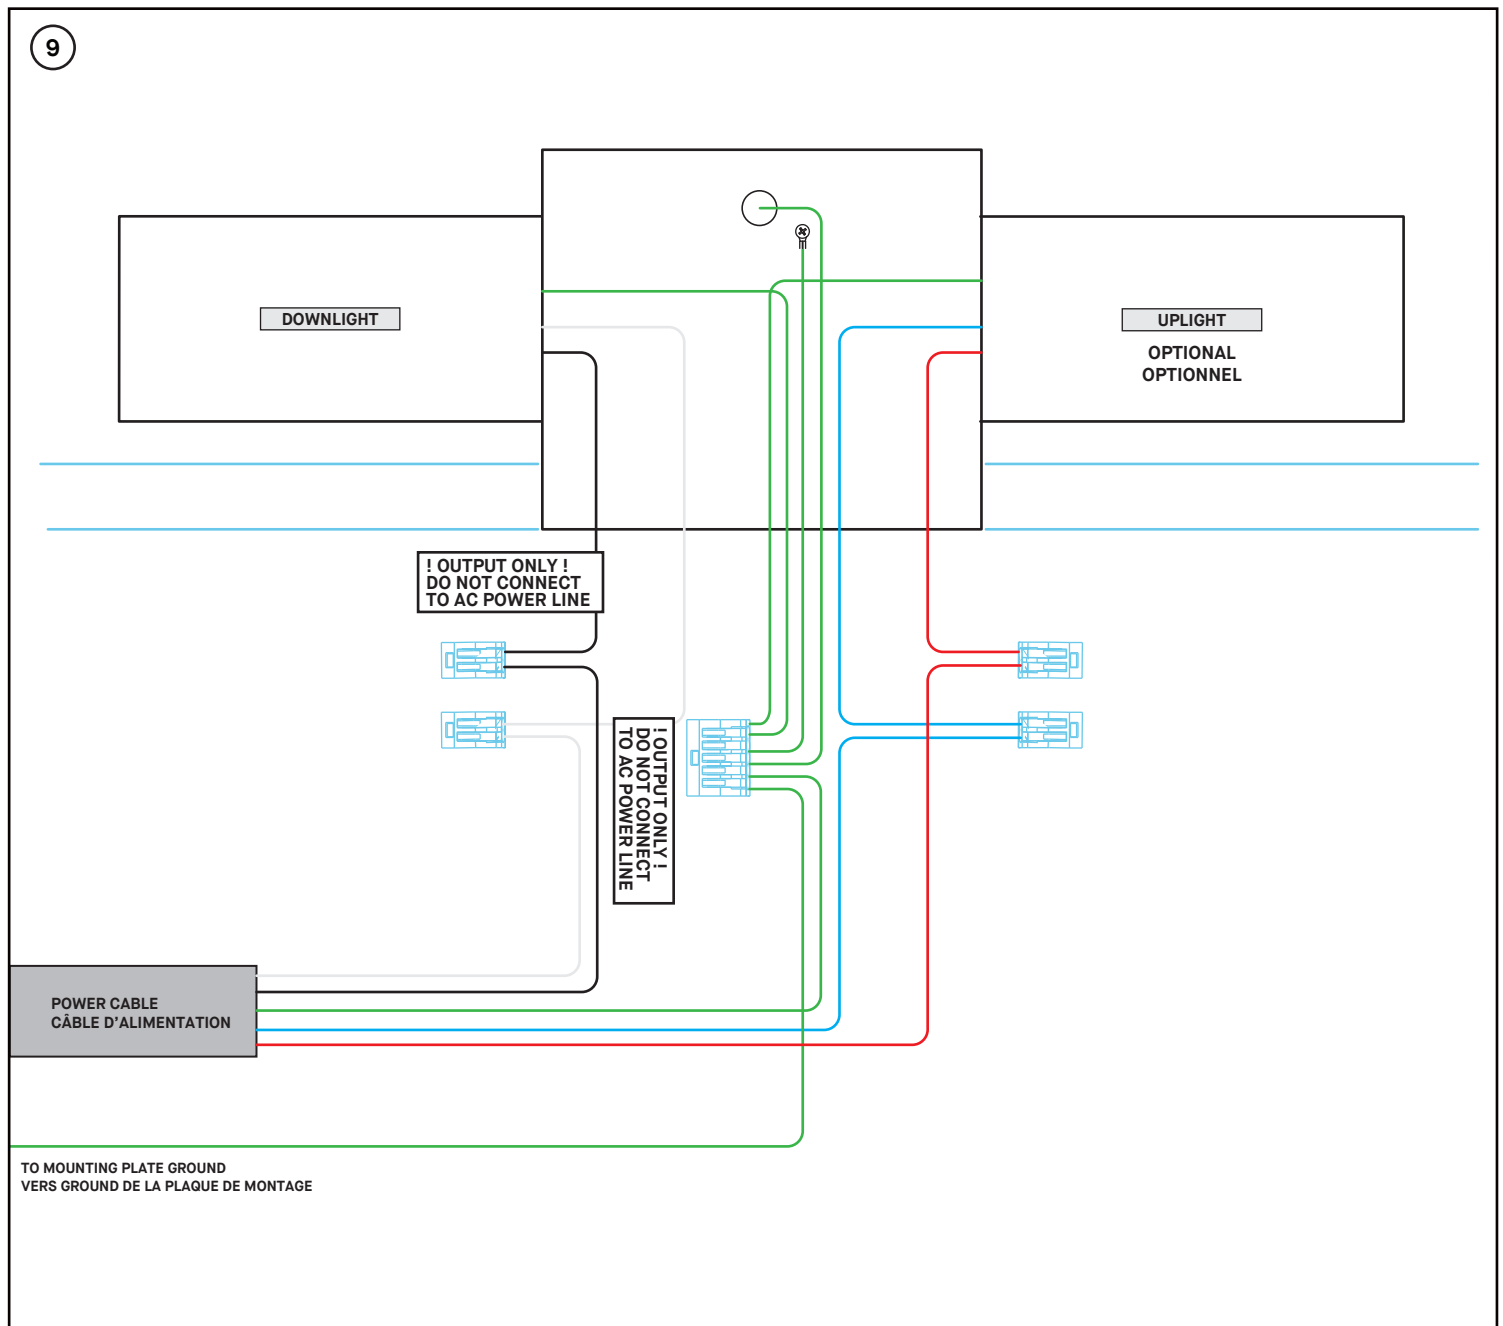 9
DOWNLIGHT
UPLIGHT
OPTIONAL
OPTIONNEL
! OUTPUT ONLY !
DO NOT CONNECT
TO AC POWER LINE
! OUTPUT ONLY !
DO NOT CONNECT
TO AC POWER LINE
POWER CABLE
CÂBLE D’ALIMENTATION
TO MOUNTING PLATE GROUND
VERS GROUND DE LA PLAQUE DE MONTAGE